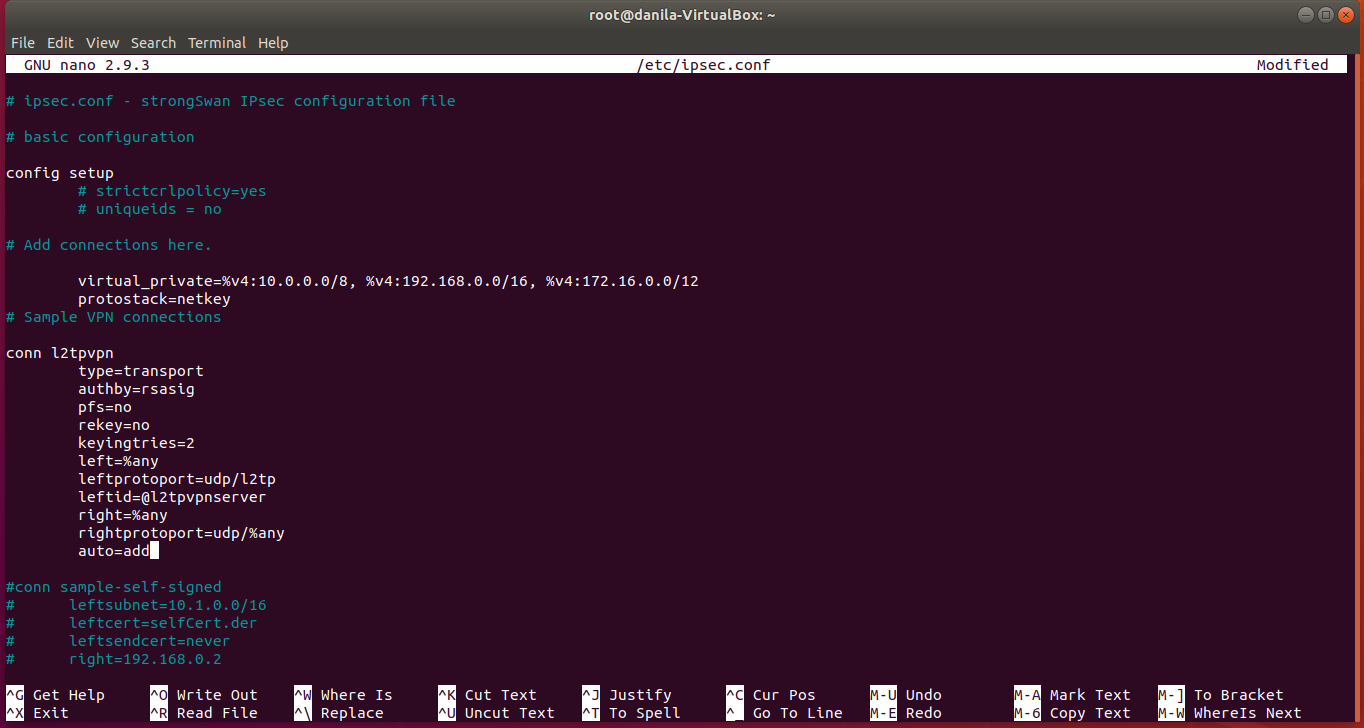 root@danila-VirtualBox: ~
File Edit View Search Terminal Help
GNU nano 2.9.3 /etc/ipsec.conf Modified
# ipsec.conf - strongSwan IPsec configuration file
# basic configuration
config setup
# strictcrlpolicy=yes
# uniqueids = no
# Add connections here.
virtual_private=%v4:10.0.0.0/8, %v4:192.168.0.0/16, %v4:172.16.0.0/12
protostack=netkey
# Sample VPN connections
conn l2tpvpn
type=transport
authby=rsasig
pfs=no
rekey=no
keyingtries=2
left=%any
leftprotoport=udp/l2tp
leftid=@l2tpvpnserver
right=%any
rightprotoport=udp/%any
auto=add
#conn sample-self-signed
# leftsubnet=10.1.0.0/16
# leftcert=selfCert.der
# leftsendcert=never
# right=192.168.0.2
^G Get Help ^O Write Out ^W Where Is ^K Cut Text ^J Justify ^C Cur Pos M-U Undo M-A Mark Text M-] To Bracket
^X Exit ^R Read File ^\ Replace ^U Uncut Text ^T To Spell ^_ Go To Line M-E Redo M-6 Copy Text M-W WhereIs Next